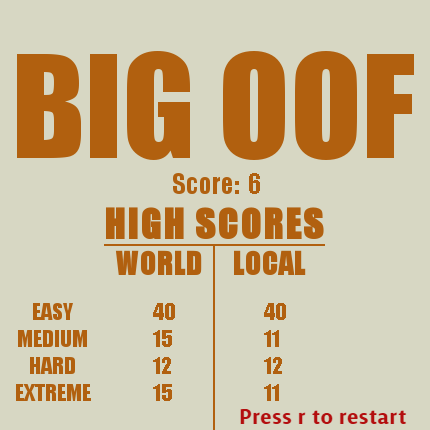 BIG OOF
Score: 6
HIGH SCORES
WORLD LOCAL
EASY 40 40
MEDIUM 15 11
HARD 12 12
EXTREME 15 11
Press r to restart